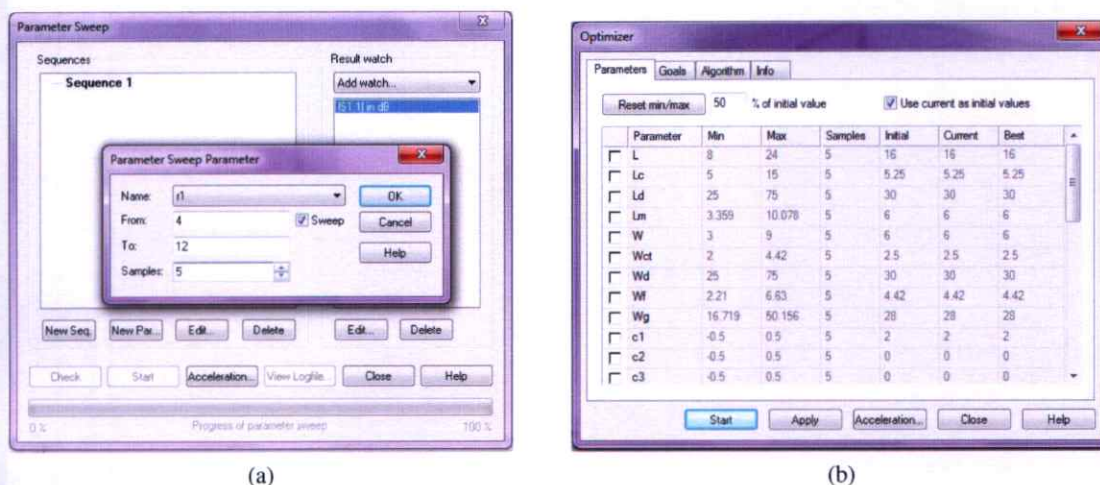 Parameter Sweep
Sequences
Sequence 1
Result watch
Add watch...
|S1,1| in dB
Parameter Sweep Parameter
Name: r1
From: 4
Sweep
To: 12
Samples: 5
OK
Cancel
Help
New Seq. New Par... Edit... Delete
Edit... Delete
Check Start Acceleration... View Logfile... Close Help
0 % Progress of parameter sweep 100 %
(a)
Optimizer
Parameters Goals Algorithm Info
Reset min/max 50 % of initial value Use current as initial values
Parameter Min Max Samples Initial Current Best
L 8 24 5 16 16 16
Lc 5 15 5 5.25 5.25 5.25
Ld 25 75 5 30 30 30
Lm 3.359 10.078 5 6 6 6
W 3 9 5 6 6 6
Wct 2 4.42 5 2.5 2.5 2.5
Wd 25 75 5 30 30 30
Wf 2.21 6.63 5 4.42 4.42 4.42
Wg 16.719 50.156 5 28 28 28
c1 -0.5 0.5 5 2 2 2
c2 -0.5 0.5 5 0 0 0
c3 -0.5 0.5 5 0 0 0
Start Apply Acceleration... Close Help
(b)